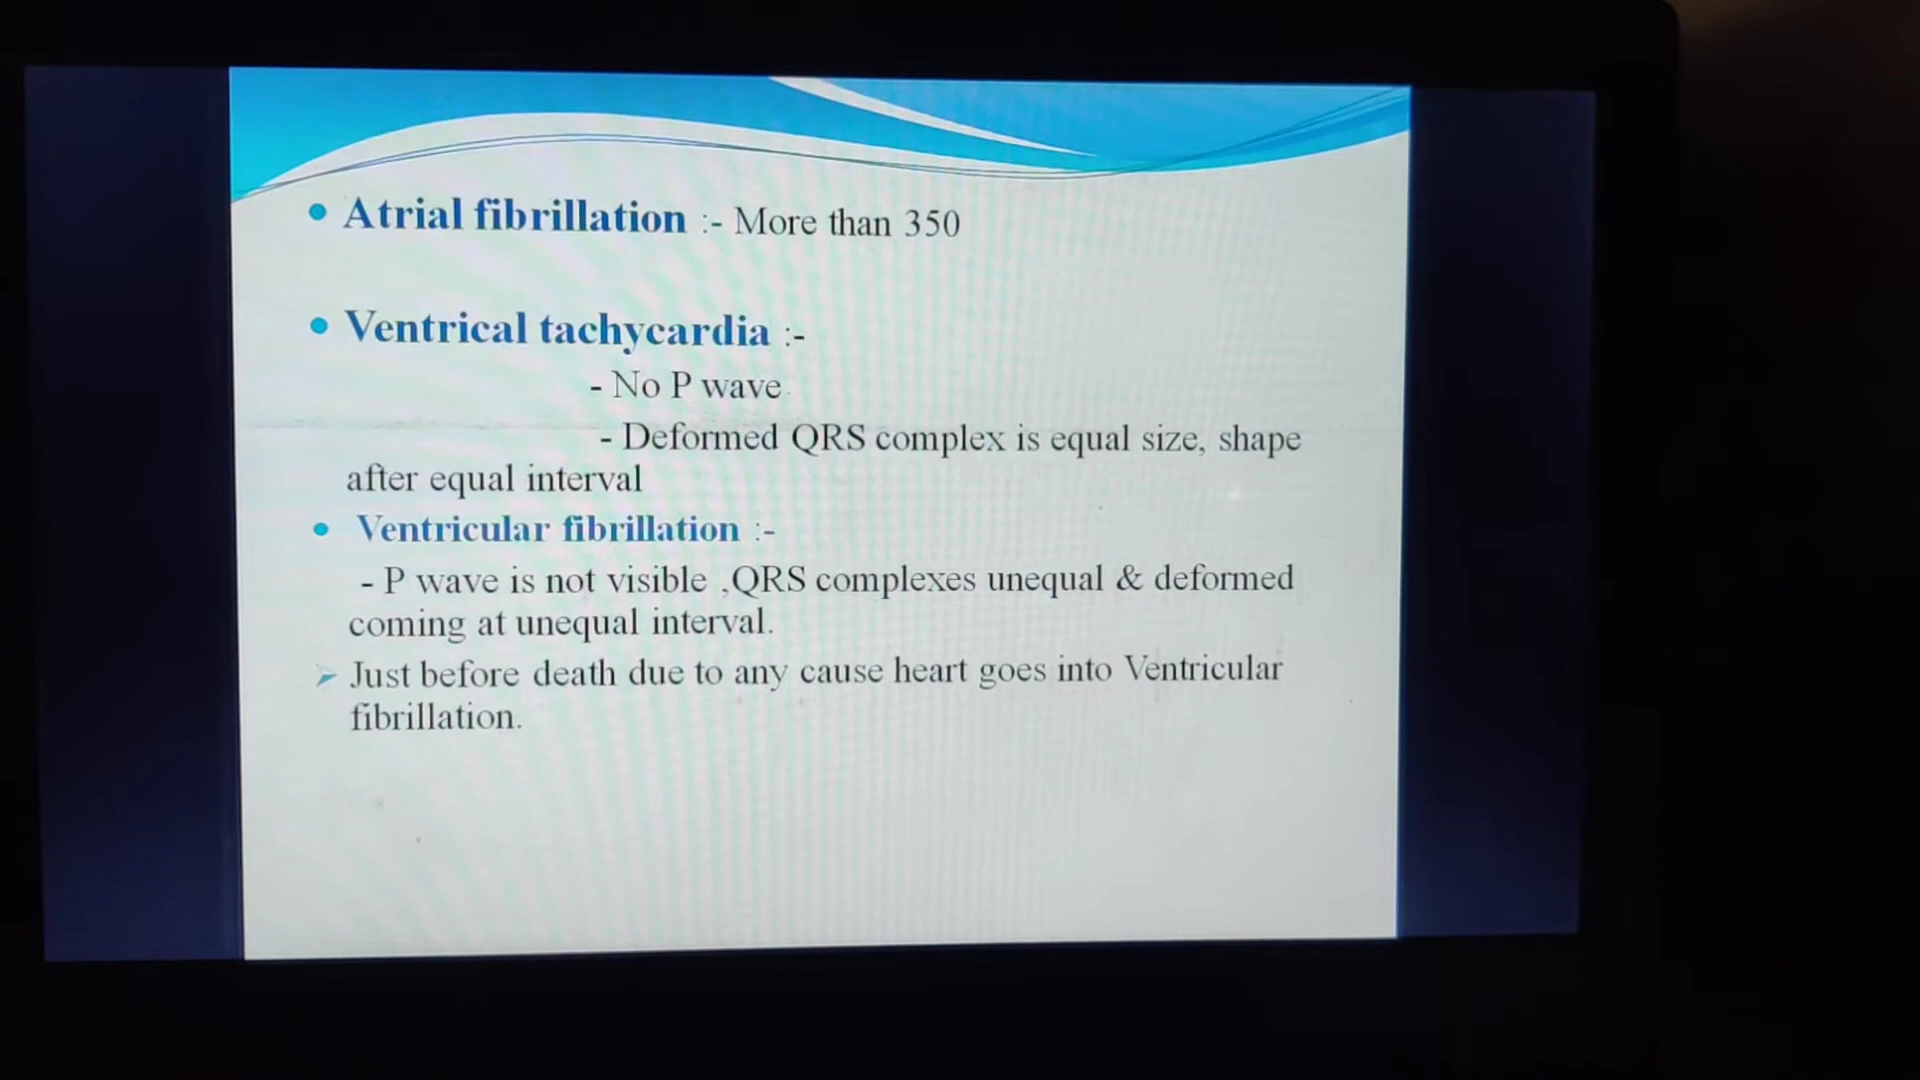 Atrial fibrillation :- More than 350
Ventrical tachycardia :-
- No P wave
- Deformed QRS complex is equal size, shape
after equal interval
Ventricular fibrillation :-
- P wave is not visible ,QRS complexes unequal & deformed
coming at unequal interval.
Just before death due to any cause heart goes into Ventricular
fibrillation.